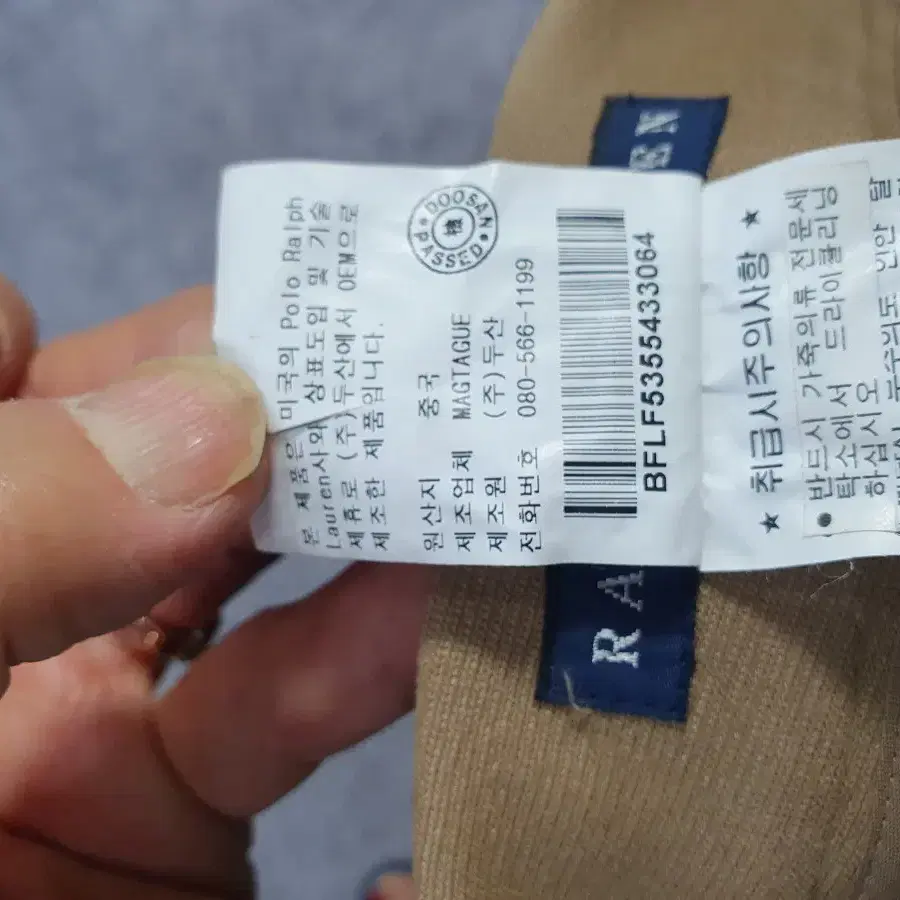 본 제품은 미국의 Polo Ralph
Lauren사와 상표도입 및 기술
제휴로 (주)두산에서 OEM으로
제조한 제품입니다.
DOOSAN
檢
PASSED
원산지 중국
제조업체 MAGTAGUE
제조원 (주)두산
전화번호 080-566-1199
BFLF5355433064
★ 취급시주의사항 ★
● 반드시 가죽의류 전문세
탁소에서 드라이클리닝
하십시오
RA
EN